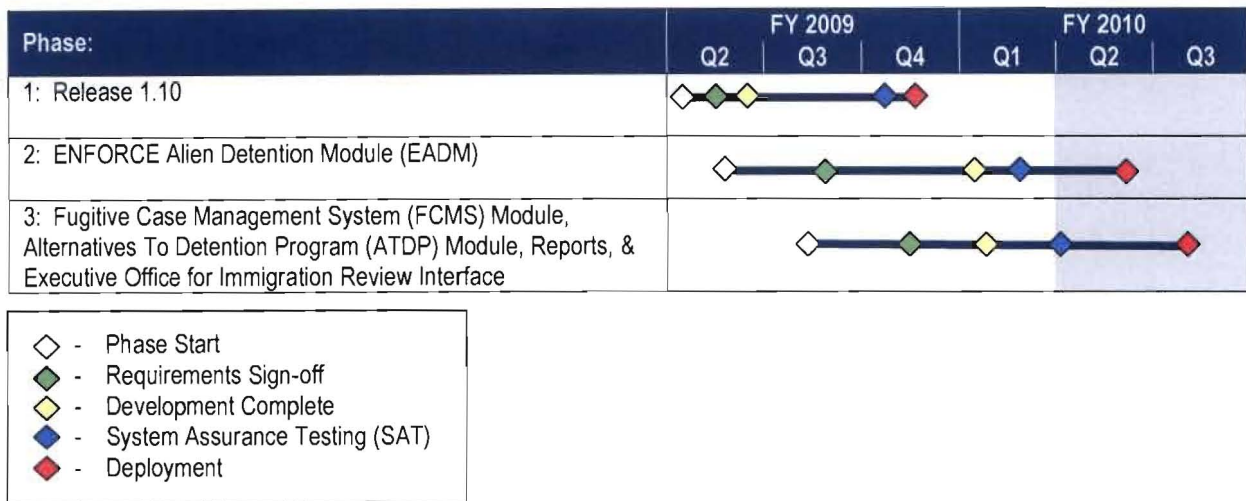 Phase:
FY 2009
FY 2010
Q2
Q3
Q4
Q1
Q2
Q3
1: Release 1.10
2: ENFORCE Alien Detention Module (EADM)
3: Fugitive Case Management System (FCMS) Module,
Alternatives To Detention Program (ATDP) Module, Reports, &
Executive Office for Immigration Review Interface
- Phase Start
- Requirements Sign-off
- Development Complete
- System Assurance Testing (SAT)
- Deployment